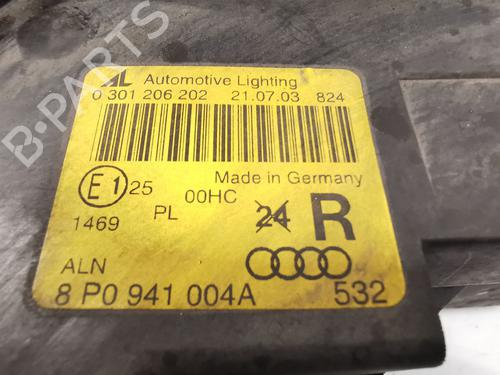 AL Automotive Lighting
0 301 206 202 21.07.03 824
Made in Germany
E1 25 00HC 24 R
1469 PL
ALN
8 P0 941 004A 532
B-PARTS